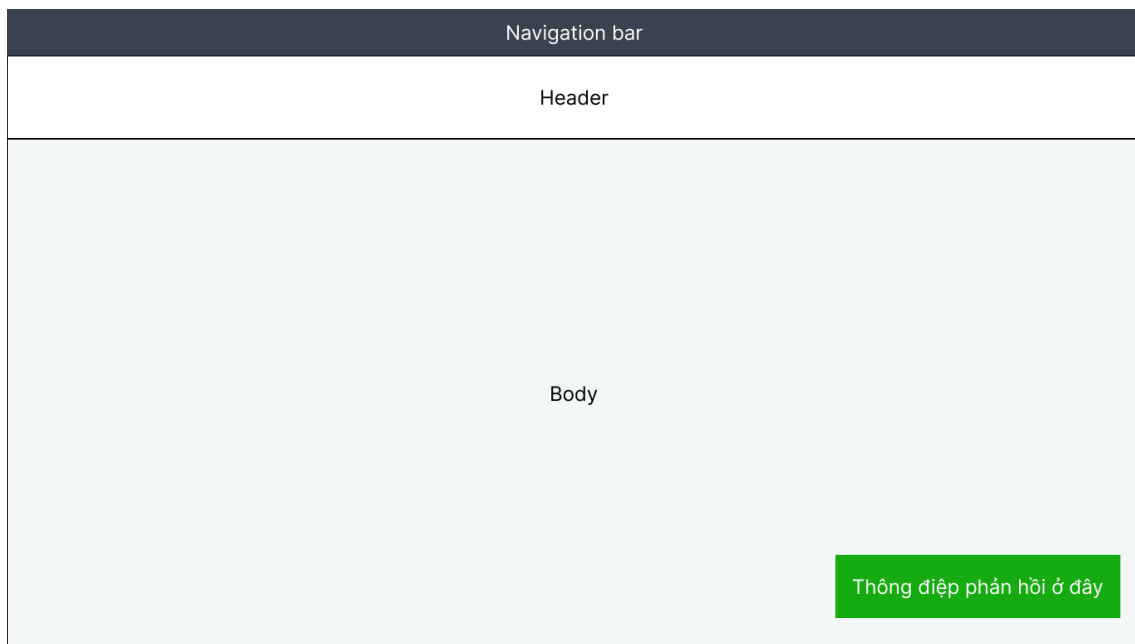 Navigation bar
Header
Body
Thông điệp phản hồi ở đây